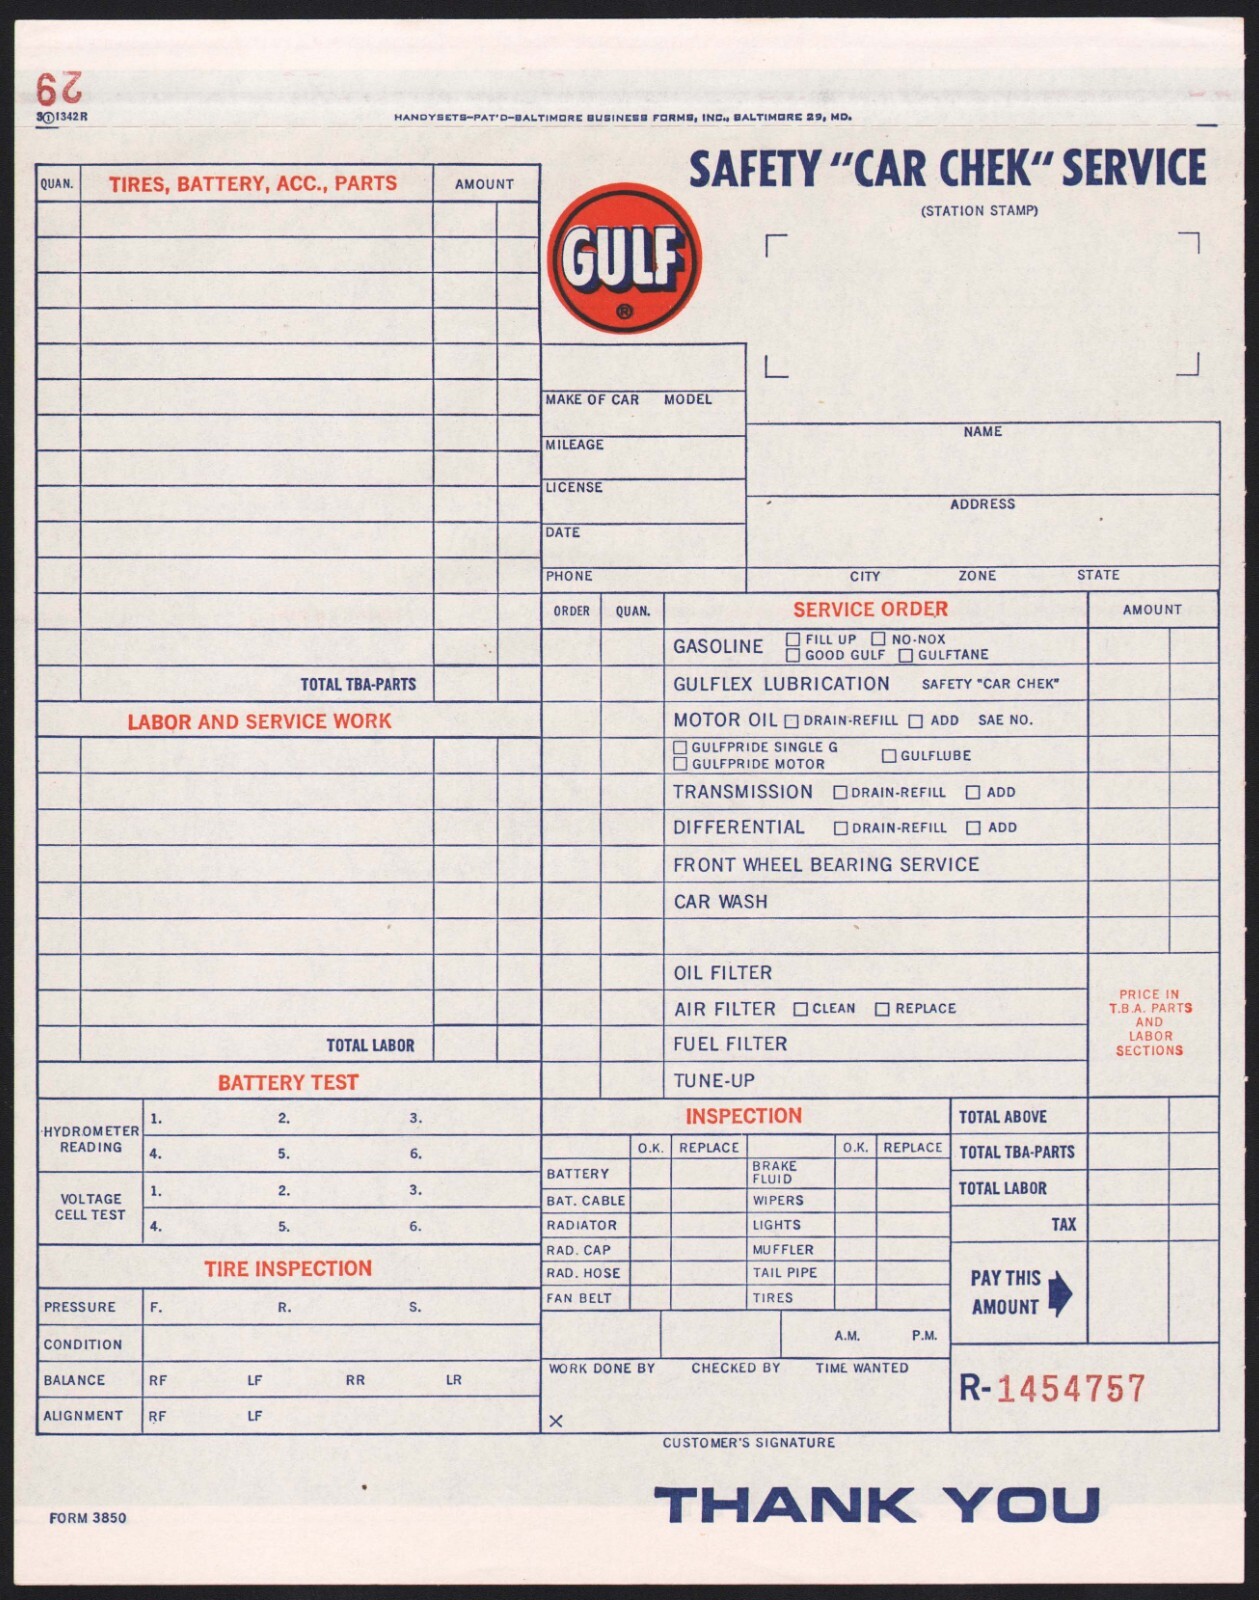 29
S①1342R
HANDYSETS-PAT'D-BALTIMORE BUSINESS FORMS, INC., BALTIMORE 29, MD.
SAFETY "CAR CHEK" SERVICE
(STATION STAMP)
GULF
®
QUAN. TIRES, BATTERY, ACC., PARTS AMOUNT
TOTAL TBA-PARTS
LABOR AND SERVICE WORK
TOTAL LABOR
MAKE OF CAR MODEL
MILEAGE
LICENSE
DATE
PHONE
NAME
ADDRESS
CITY ZONE STATE
ORDER QUAN. SERVICE ORDER AMOUNT
GASOLINE ☐ FILL UP ☐ NO-NOX
☐ GOOD GULF ☐ GULFTANE
GULFLEX LUBRICATION SAFETY "CAR CHEK"
MOTOR OIL ☐ DRAIN-REFILL ☐ ADD SAE NO.
☐ GULFPRIDE SINGLE G ☐ GULFLUBE
☐ GULFPRIDE MOTOR
TRANSMISSION ☐ DRAIN-REFILL ☐ ADD
DIFFERENTIAL ☐ DRAIN-REFILL ☐ ADD
FRONT WHEEL BEARING SERVICE
CAR WASH
OIL FILTER
AIR FILTER ☐ CLEAN ☐ REPLACE
FUEL FILTER
TUNE-UP
PRICE IN
T.B.A. PARTS
AND
LABOR
SECTIONS
BATTERY TEST
HYDROMETER
READING
1. 2. 3.
4. 5. 6.
VOLTAGE
CELL TEST
1. 2. 3.
4. 5. 6.
TIRE INSPECTION
PRESSURE F. R. S.
CONDITION
BALANCE RF LF RR LR
ALIGNMENT RF LF
INSPECTION
O.K. REPLACE O.K. REPLACE
BATTERY BRAKE FLUID
BAT. CABLE WIPERS
RADIATOR LIGHTS
RAD. CAP MUFFLER
RAD. HOSE TAIL PIPE
FAN BELT TIRES
A.M. P.M.
WORK DONE BY CHECKED BY TIME WANTED
X
CUSTOMER'S SIGNATURE
TOTAL ABOVE
TOTAL TBA-PARTS
TOTAL LABOR
TAX
PAY THIS
AMOUNT
R-1454757
THANK YOU
FORM 3850